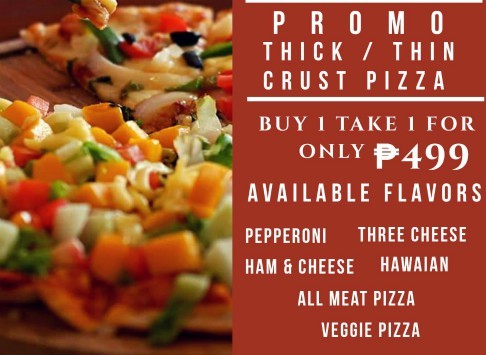 PROMO
THICK / THIN
CRUST PIZZA
BUY 1 TAKE 1 FOR
ONLY ₱499
AVAILABLE FLAVORS
PEPPERONI THREE CHEESE
HAM & CHEESE HAWAIIAN
ALL MEAT PIZZA
VEGGIE PIZZA